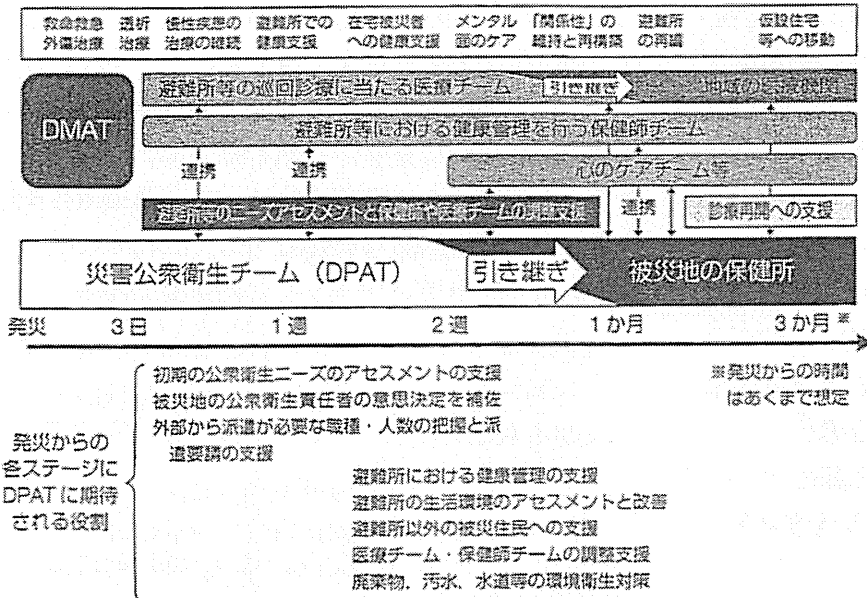 救命救急 透析 慢性疾患の 避難所での 在宅被災者 メンタル 「関係性」の 避難所 仮設住宅
外傷治療 治療 治療の継続 健康支援 への健康支援 面のケア 維持と再構築 の再編 等への移動
DMAT
避難所等の巡回診療に当たる医療チーム
引き継ぎ
地域の医療機関
避難所等における健康管理を行う保健師チーム
連携
連携
心のケアチーム等
避難所等のニーズアセスメントと保健師や医療チームの調整支援
連携
診療再開への支援
災害公衆衛生チーム（DPAT）
引き継ぎ
被災地の保健所
発災 3日 1週 2週 1か月 3か月 ※
発災からの
各ステージに
DPATに期待
される役割
初期の公衆衛生ニーズのアセスメントの支援
被災地の公衆衛生責任者の意思決定を補佐
外部から派遣が必要な職種・人数の把握と派
遣要請の支援
避難所における健康管理の支援
避難所の生活環境のアセスメントと改善
避難所以外の被災住民への支援
医療チーム・保健師チームの調整支援
廃棄物、汚水、水道等の環境衛生対策
※発災からの時間
はあくまで想定